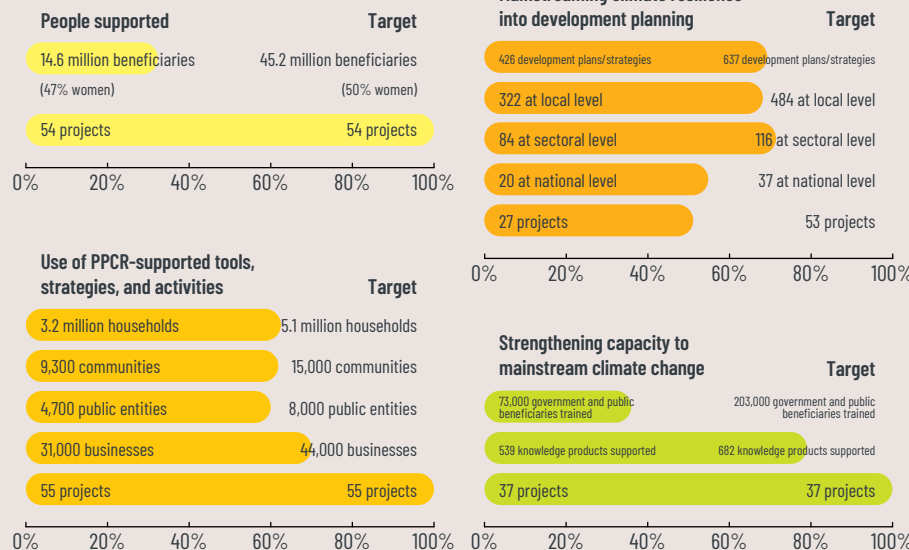 People supported
Target
14.6 million beneficiaries
45.2 million beneficiaries
(47% women)
(50% women)
54 projects
54 projects
0% 20% 40% 60% 80% 100%
Use of PPCR-supported tools,
strategies, and activities
Target
3.2 million households
5.1 million households
9,300 communities
15,000 communities
4,700 public entities
8,000 public entities
31,000 businesses
44,000 businesses
55 projects
55 projects
0% 20% 40% 60% 80% 100%
into development planning
Target
426 development plans/strategies
637 development plans/strategies
322 at local level
484 at local level
84 at sectoral level
116 at sectoral level
20 at national level
37 at national level
27 projects
53 projects
0% 20% 40% 60% 80% 100%
Strengthening capacity to
mainstream climate change
Target
73,000 government and public
beneficiaries trained
203,000 government and public
beneficiaries trained
539 knowledge products supported
682 knowledge products supported
37 projects
37 projects
0% 20% 40% 60% 80% 100%